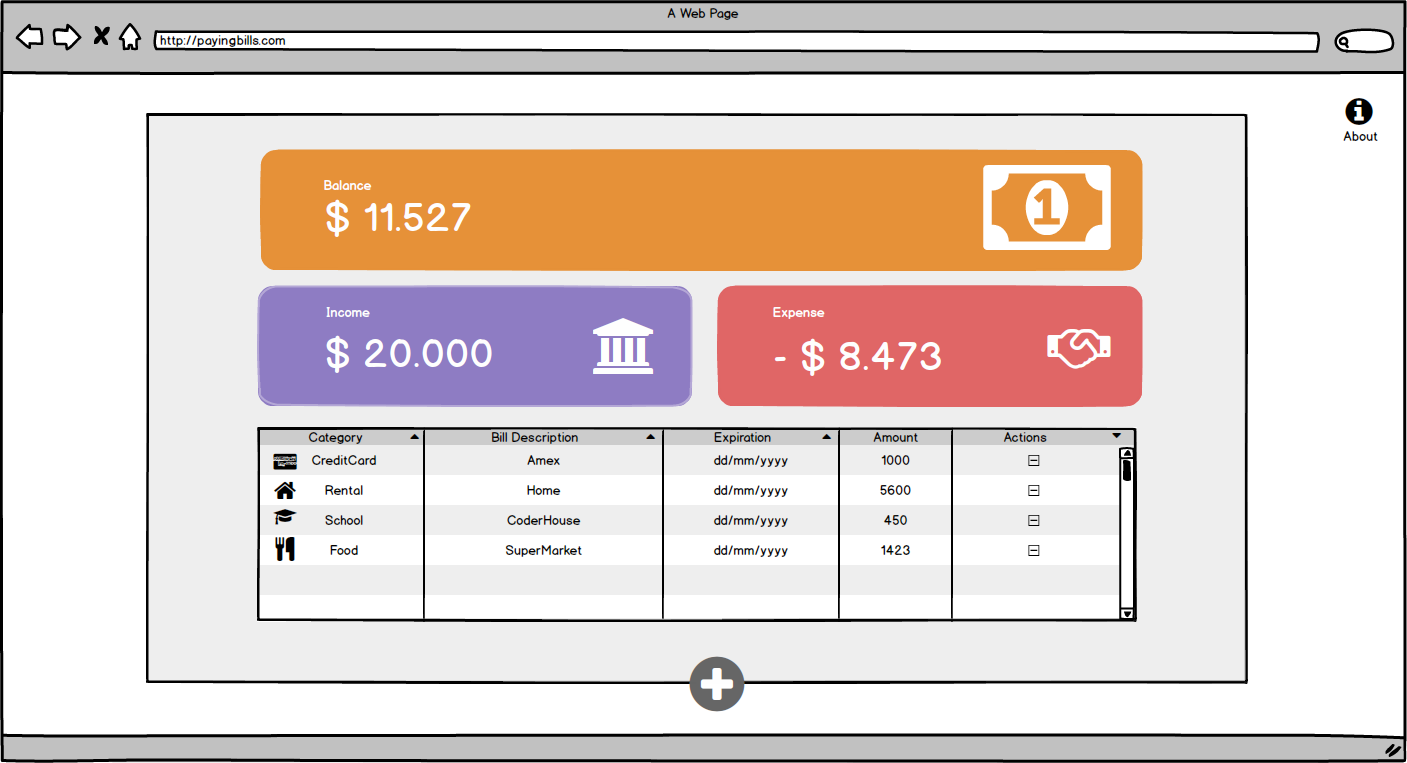 A Web Page
http://payingbills.com
About
Balance
$ 11.527
1
Income
$ 20.000
Expense
- $ 8.473
Category Bill Description Expiration Amount Actions
CreditCard Amex dd/mm/yyyy 1000
Rental Home dd/mm/yyyy 5600
School CoderHouse dd/mm/yyyy 450
Food SuperMarket dd/mm/yyyy 1423